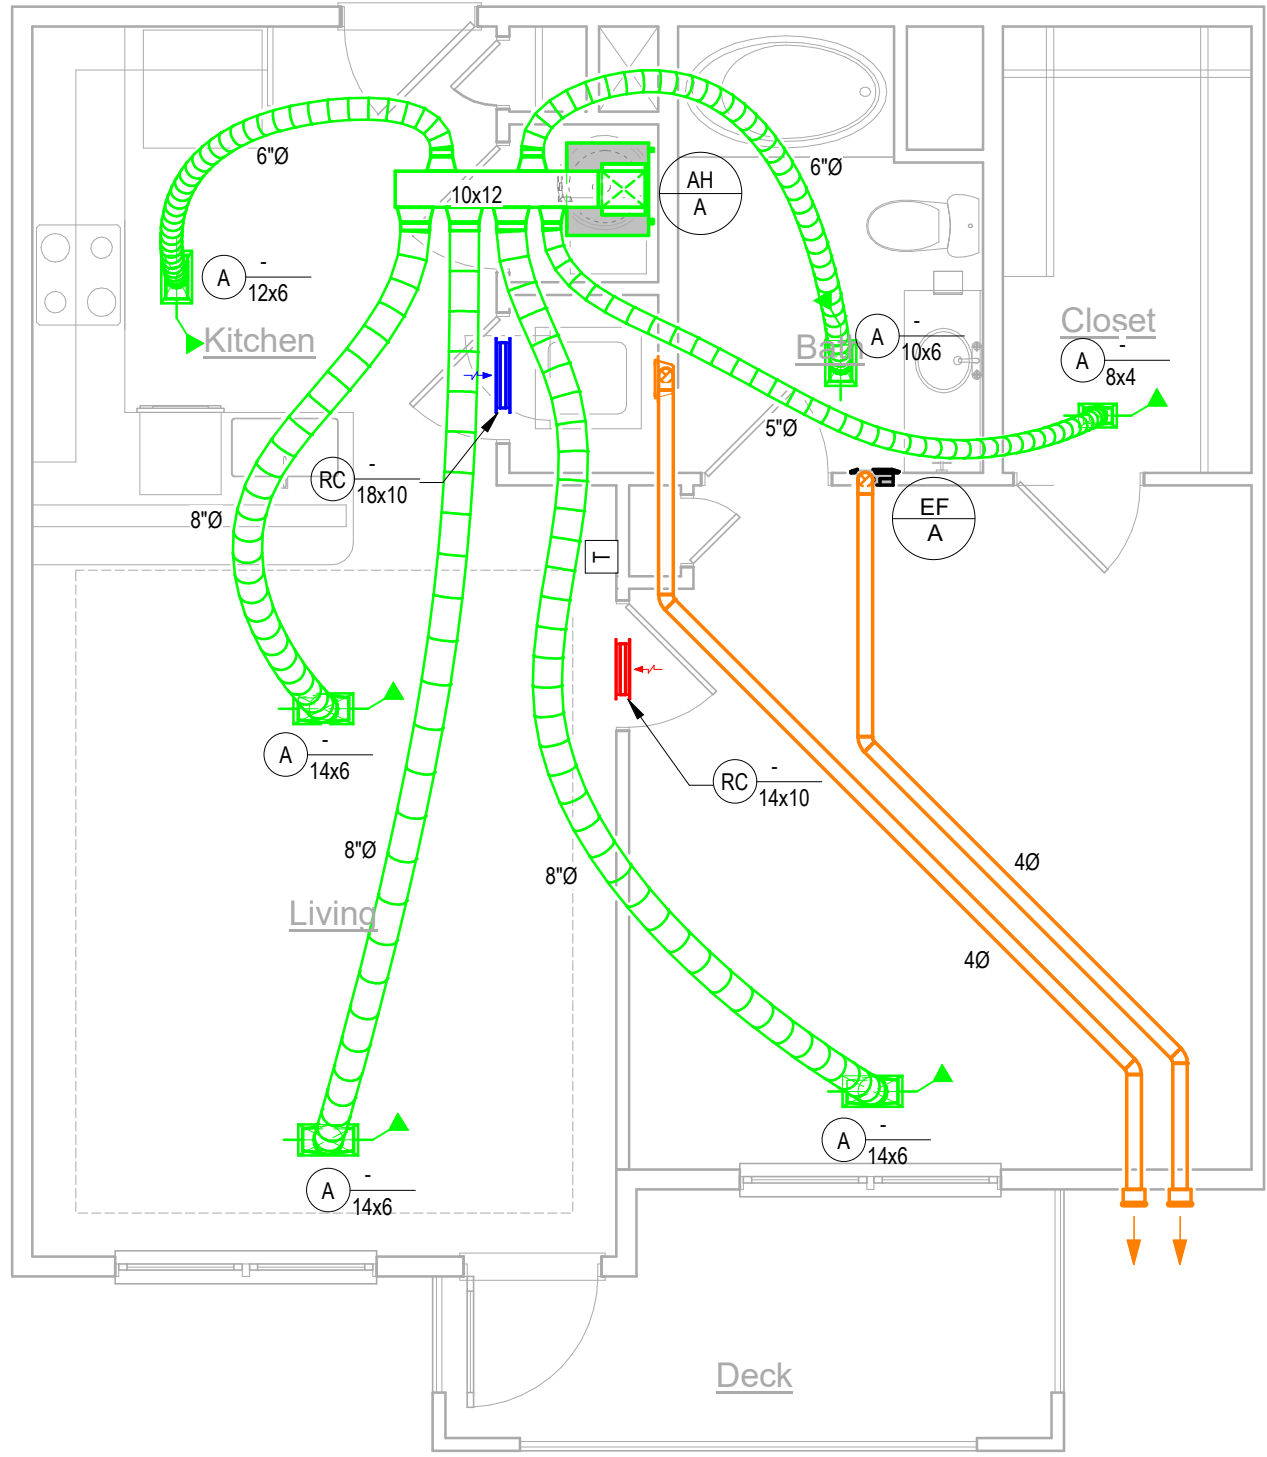 6"Ø
6"Ø
10x12
AH
A
A
-
12x6
Kitchen
Bath
A
-
10x6
Closet
A
-
8x4
5"Ø
RC
-
18x10
8"Ø
EF
A
T
A
-
14x6
RC
-
14x10
8"Ø
8"Ø
4Ø
4Ø
Living
A
-
14x6
A
-
14x6
Deck